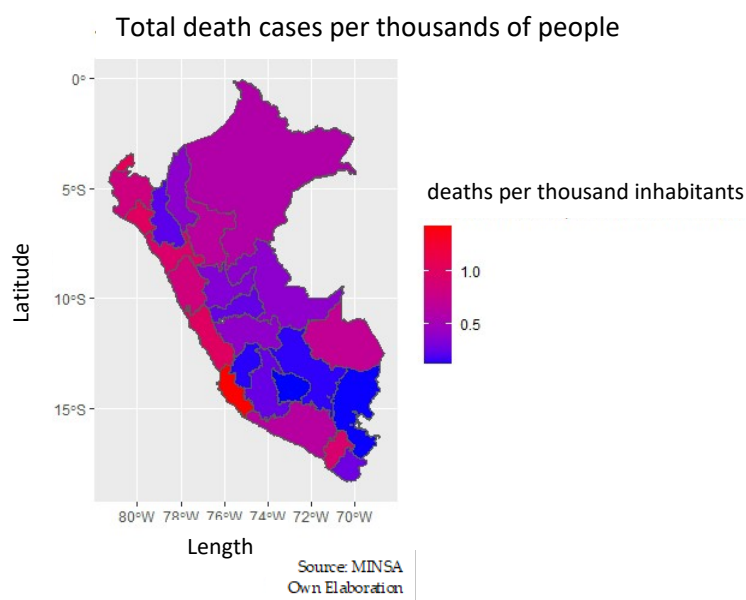 Total death cases per thousands of people
0°
5°S
10°S
15°S
Latitude
80°W 78°W 76°W 74°W 72°W 70°W
Length
deaths per thousand inhabitants
1.0
0.5
Source: MINSA
Own Elaboration